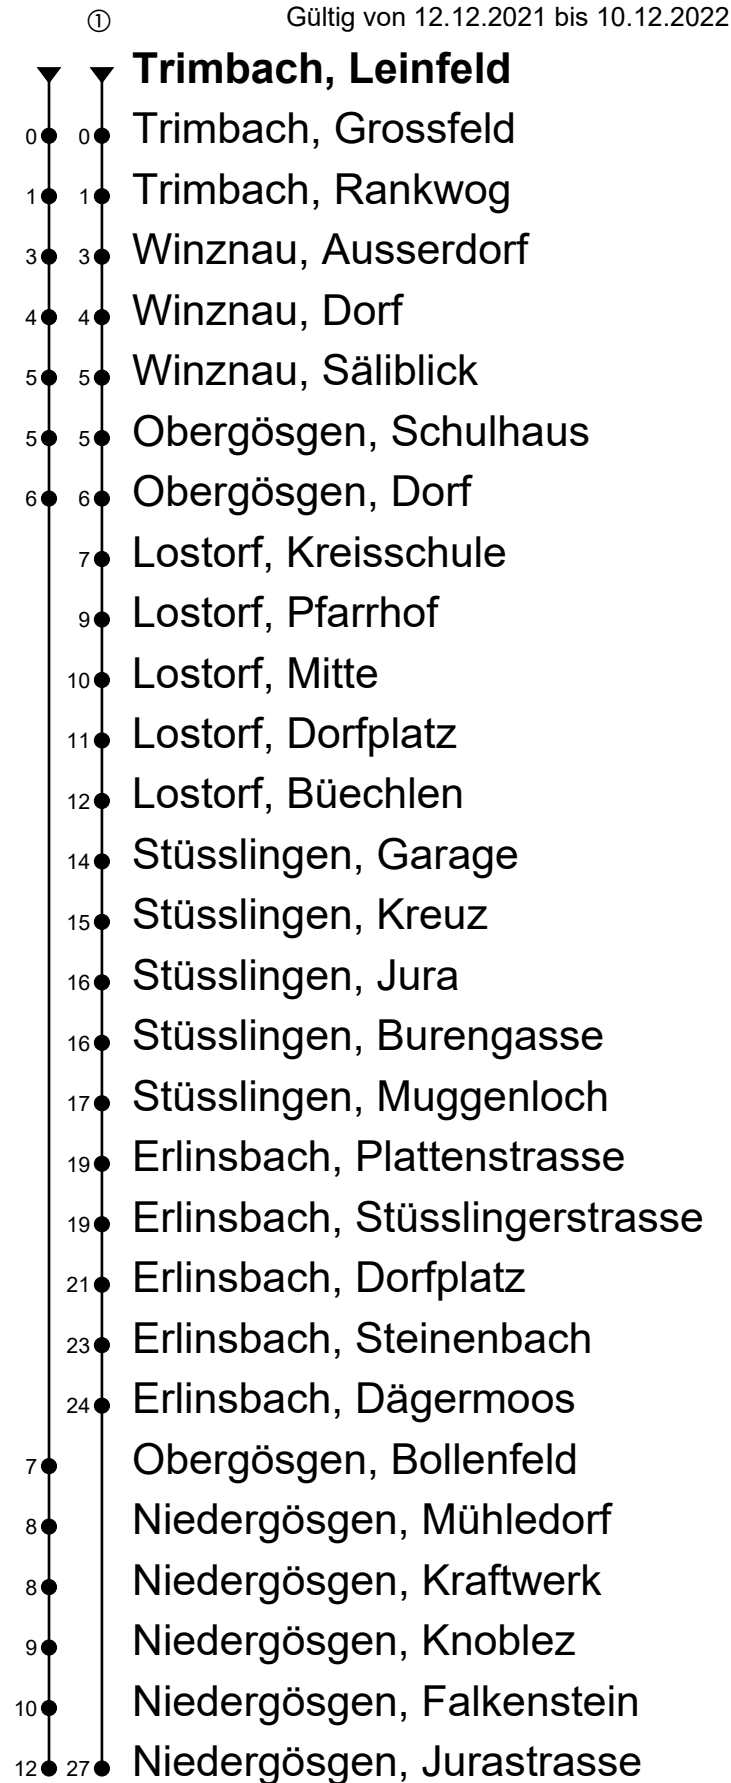 ① Gültig von 12.12.2021 bis 10.12.2022
Trimbach, Leinfeld
0 0 Trimbach, Grossfeld
1 1 Trimbach, Rankwog
3 3 Winznau, Ausserdorf
4 4 Winznau, Dorf
5 5 Winznau, Säliblick
5 5 Obergösgen, Schulhaus
6 6 Obergösgen, Dorf
7 Lostorf, Kreisschule
9 Lostorf, Pfarrhof
10 Lostorf, Mitte
11 Lostorf, Dorfplatz
12 Lostorf, Büechlen
14 Stüsslingen, Garage
15 Stüsslingen, Kreuz
16 Stüsslingen, Jura
16 Stüsslingen, Burengasse
17 Stüsslingen, Muggenloch
19 Erlinsbach, Plattenstrasse
19 Erlinsbach, Stüsslingerstrasse
21 Erlinsbach, Dorfplatz
23 Erlinsbach, Steinenbach
24 Erlinsbach, Dägermoos
7 Obergösgen, Bollenfeld
8 Niedergösgen, Mühledorf
8 Niedergösgen, Kraftwerk
9 Niedergösgen, Knoblez
10 Niedergösgen, Falkenstein
12 27 Niedergösgen, Jurastrasse